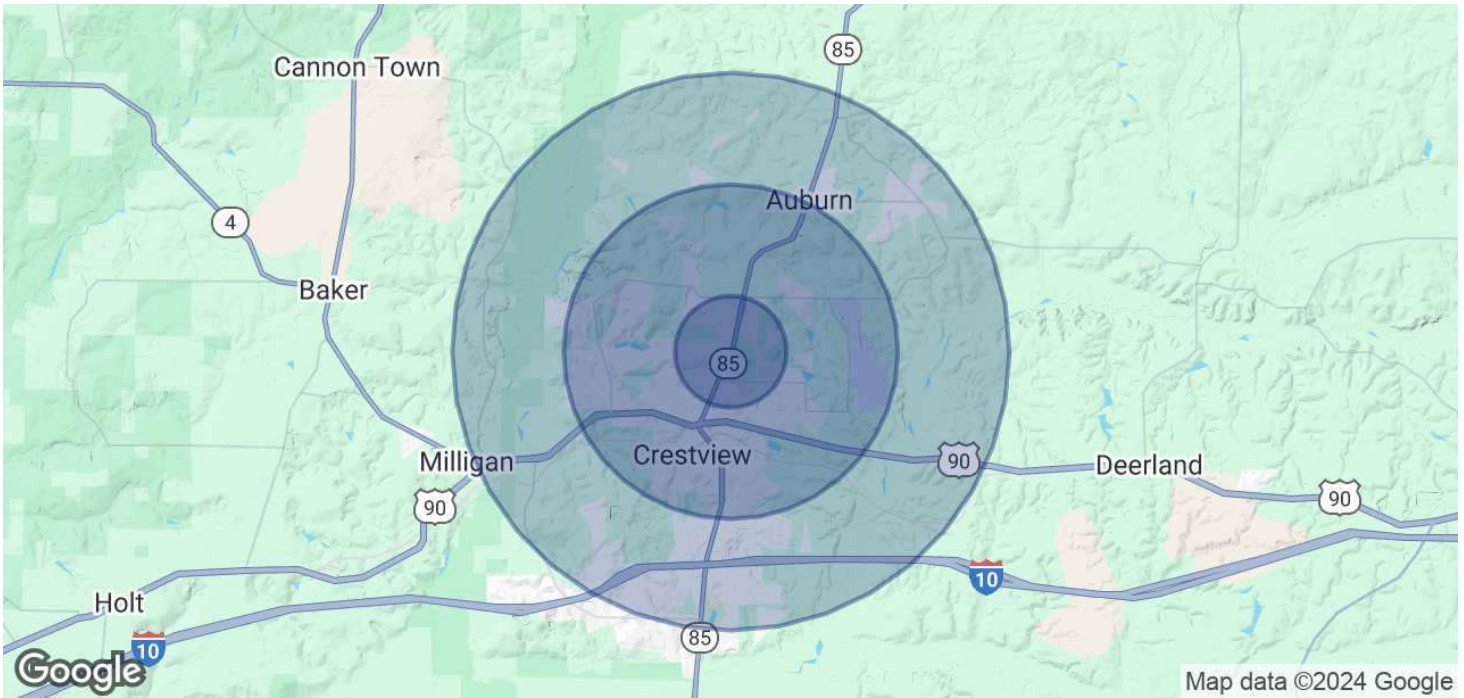 85
Cannon Town
Auburn
4
Baker
85
Crestview
Milligan
90
Deerland
90
90
10
Holt
10
85
Google
Map data ©2024 Google